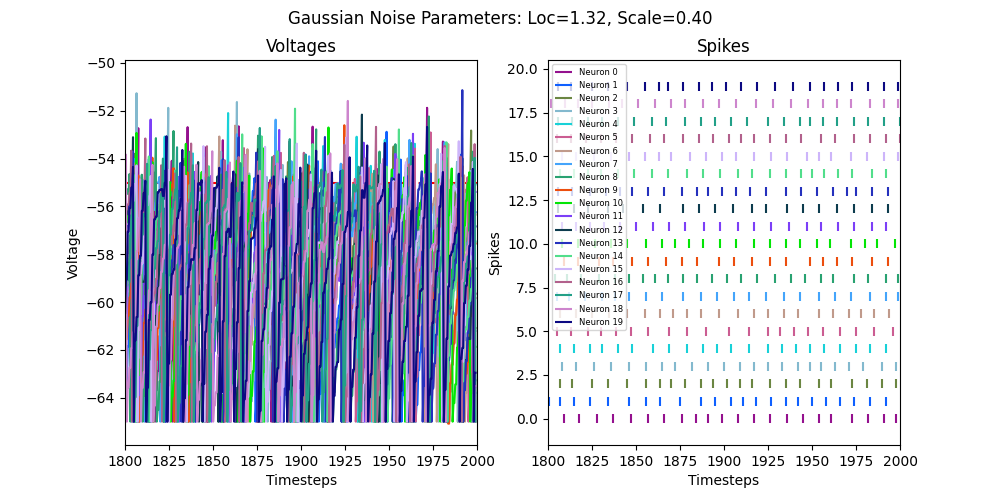 Gaussian Noise Parameters: Loc=1.32, Scale=0.40
Voltages
−50
−52
−54
−56
−58
−60
−62
−64
Voltage
1800
1825
1850
1875
1900
1925
1950
1975
2000
Timesteps
Spikes
20.0
17.5
15.0
12.5
10.0
7.5
5.0
2.5
0.0
Spikes
Neuron 0
Neuron 1
Neuron 2
Neuron 3
Neuron 4
Neuron 5
Neuron 6
Neuron 7
Neuron 8
Neuron 9
Neuron 10
Neuron 11
Neuron 12
Neuron 13
Neuron 14
Neuron 15
Neuron 16
Neuron 17
Neuron 18
Neuron 19
1800
1825
1850
1875
1900
1925
1950
1975
2000
Timesteps